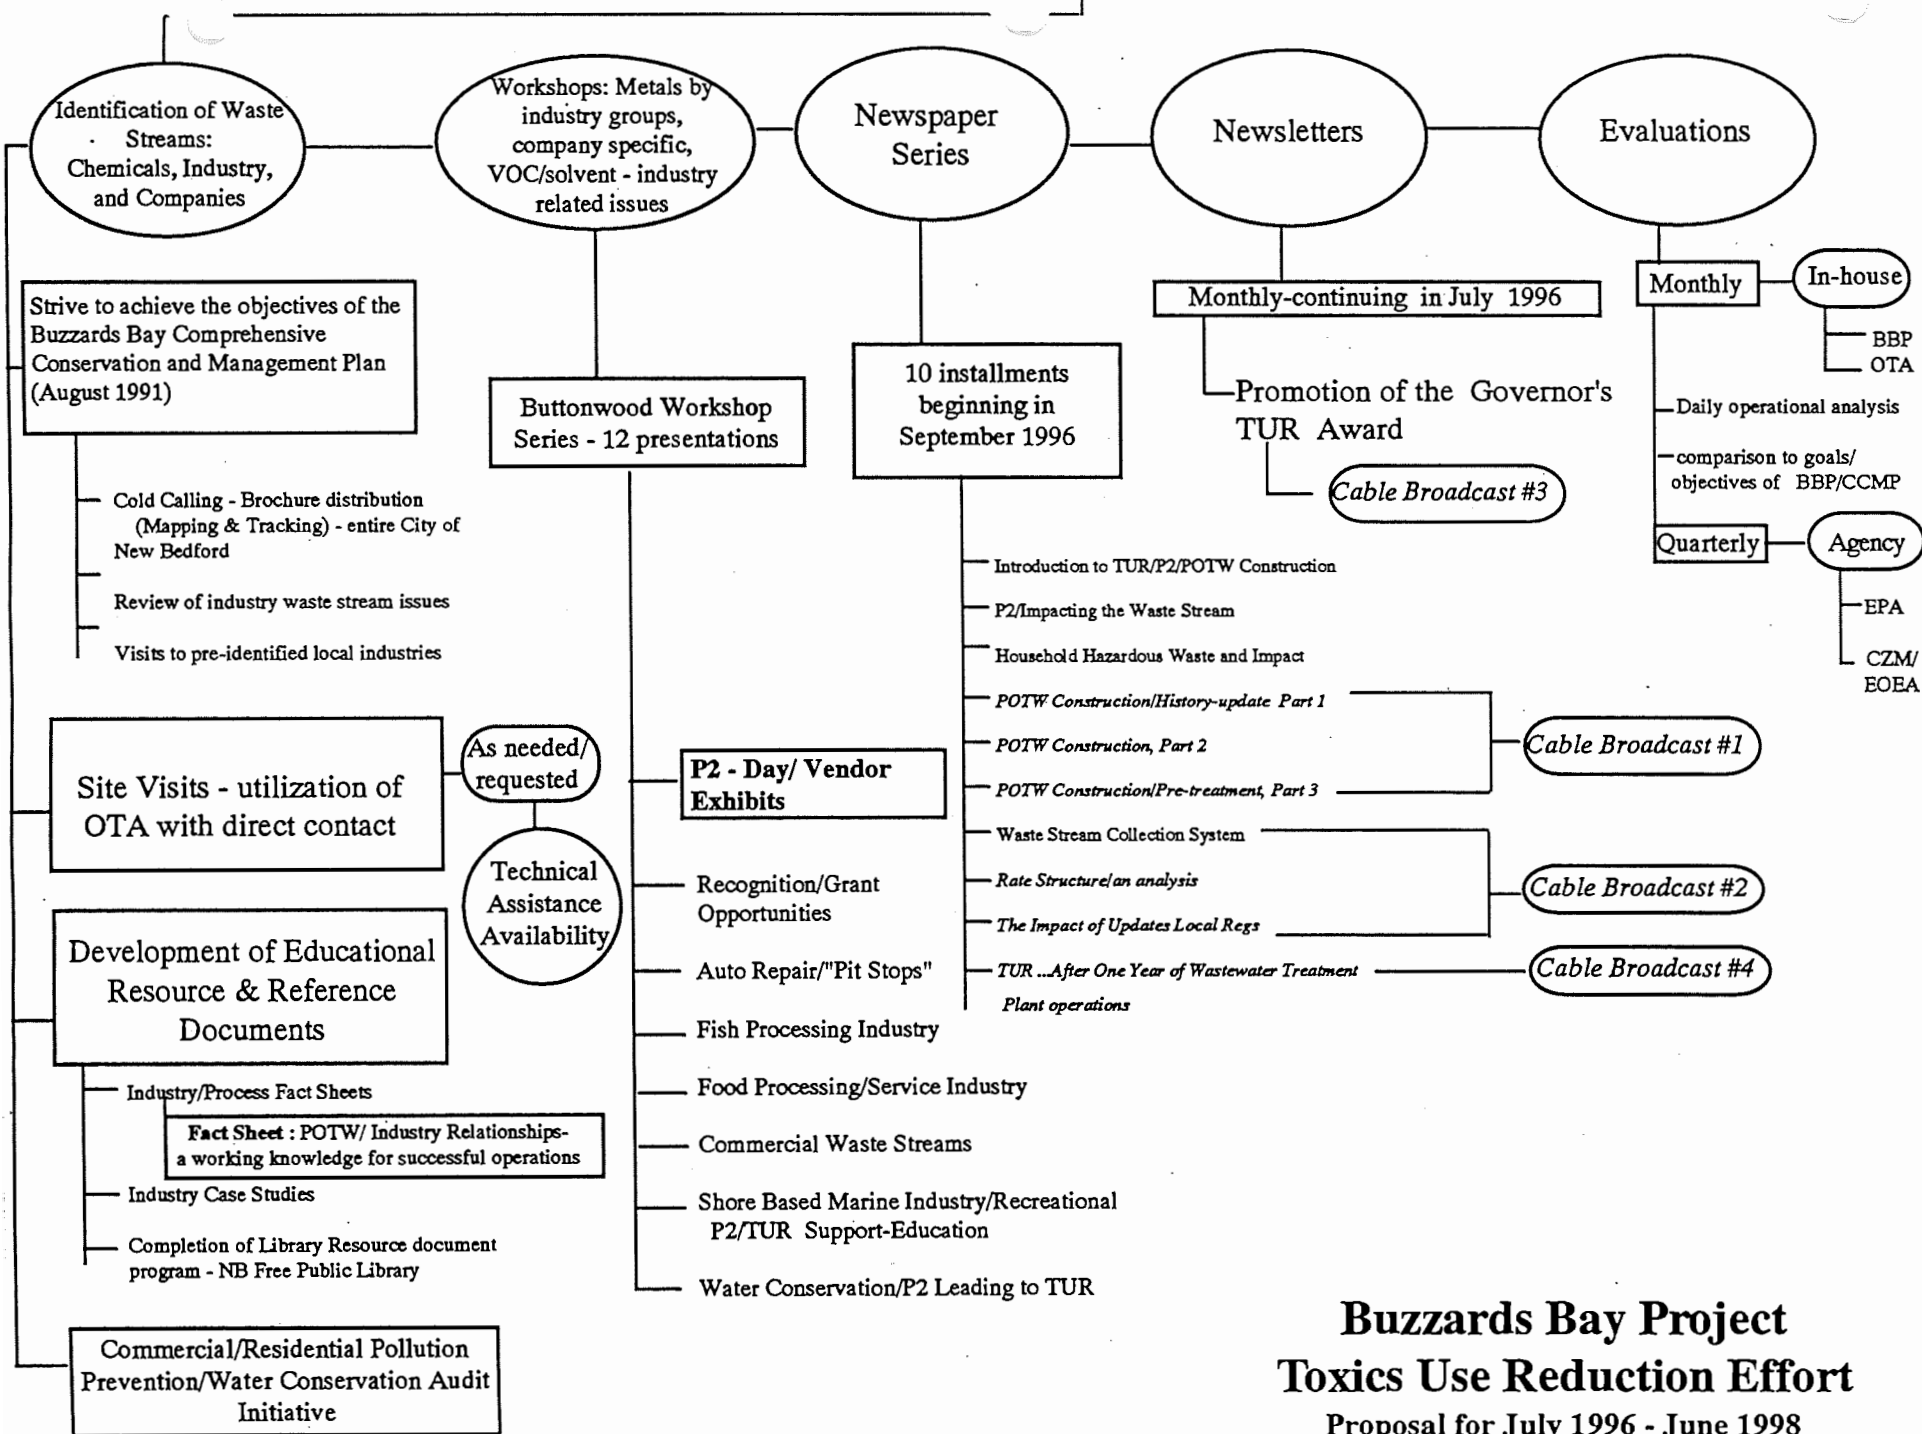 Identification of Waste
Streams:
Chemicals, Industry,
and Companies
Workshops: Metals by
industry groups,
company specific,
VOC/solvent - industry
related issues
Newspaper
Series
Newsletters
Evaluations
Strive to achieve the objectives of the
Buzzards Bay Comprehensive
Conservation and Management Plan
(August 1991)
Cold Calling - Brochure distribution
(Mapping & Tracking) - entire City of
New Bedford
Review of industry waste stream issues
Visits to pre-identified local industries
Site Visits - utilization of
OTA with direct contact
As needed/
requested
Technical
Assistance
Availability
Development of Educational
Resource & Reference
Documents
Industry/Process Fact Sheets
Fact Sheet : POTW/ Industry Relationships-
a working knowledge for successful operations
Industry Case Studies
Completion of Library Resource document
program - NB Free Public Library
Commercial/Residential Pollution
Prevention/Water Conservation Audit
Initiative
Buttonwood Workshop
Series - 12 presentations
P2 - Day/ Vendor
Exhibits
Recognition/Grant
Opportunities
Auto Repair/"Pit Stops"
Fish Processing Industry
Food Processing/Service Industry
Commercial Waste Streams
Shore Based Marine Industry/Recreational
P2/TUR Support-Education
Water Conservation/P2 Leading to TUR
10 installments
beginning in
September 1996
Introduction to TUR/P2/POTW Construction
P2/Impacting the Waste Stream
Household Hazardous Waste and Impact
POTW Construction/History-update Part 1
POTW Construction, Part 2
POTW Construction/Pre-treatment, Part 3
Cable Broadcast #1
Waste Stream Collection System
Rate Structure/an analysis
The Impact of Updates Local Regs
Cable Broadcast #2
TUR ...After One Year of Wastewater Treatment
Plant operations
Cable Broadcast #4
Monthly-continuing in July 1996
Promotion of the Governor's
TUR Award
Cable Broadcast #3
Monthly
In-house
BBP
OTA
Daily operational analysis
comparison to goals/
objectives of BBP/CCMP
Quarterly
Agency
EPA
CZM/
EOEA
Buzzards Bay Project
Toxics Use Reduction Effort
Proposal for July 1996 - June 1998